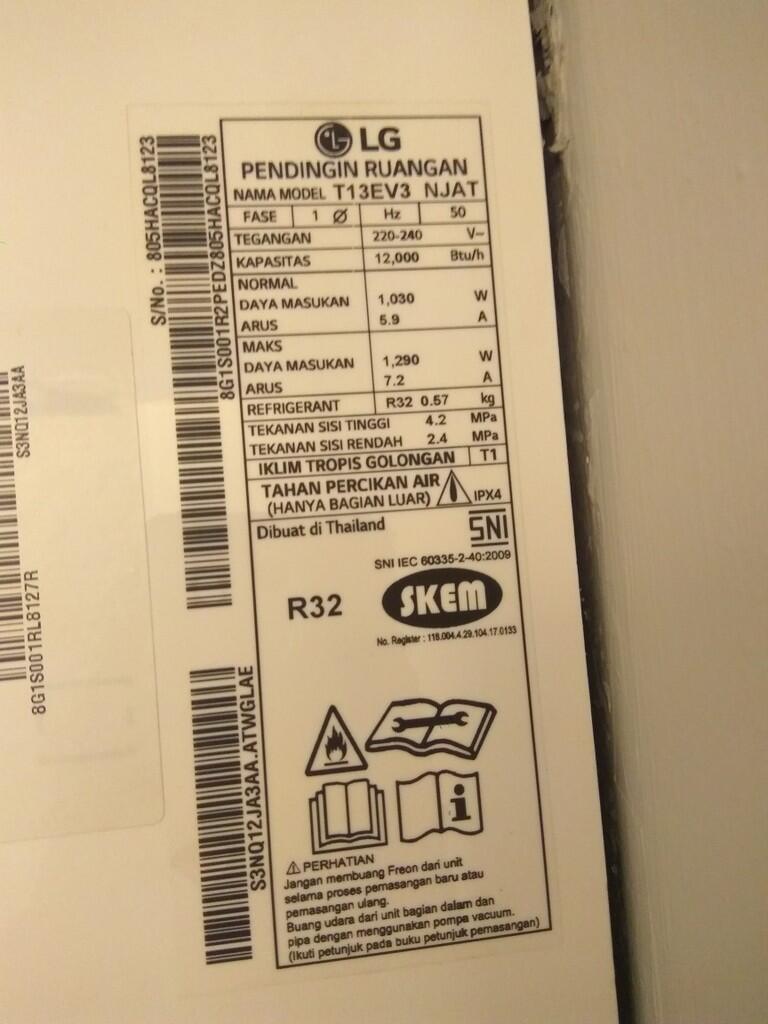 LG
PENDINGIN RUANGAN
NAMA MODEL T13EV3 NJAT
FASE 1 Ø Hz 50
TEGANGAN 220-240 V~
KAPASITAS 12,000 Btu/h
NORMAL
DAYA MASUKAN 1,030 W
ARUS 5.9 A
MAKS
DAYA MASUKAN 1,290 W
ARUS 7.2 A
REFRIGERANT R32 0.57 kg
TEKANAN SISI TINGGI 4.2 MPa
TEKANAN SISI RENDAH 2.4 MPa
IKLIM TROPIS GOLONGAN T1
TAHAN PERCIKAN AIR
(HANYA BAGIAN LUAR) IPX4
Dibuat di Thailand SNI
SNI IEC 60335-2-40:2009
R32 SKEM
No. Register : 118.004.4.29.104.17.0133
PERHATIAN
Jangan membuang Freon dari unit
selama proses pemasangan baru atau
pemasangan ulang.
Buang udara dari unit bagian dalam dan
pipa dengan menggunakan pompa vacuum.
(Ikuti petunjuk pada buku petunjuk pemasangan)
S/No. : 805HACQL8123
8G1S001R2PEDZ805HACQL8123
S3NQ12JA3AA.ATWGLAE
S3NQ12JA3AA
8G1S001RL8127R